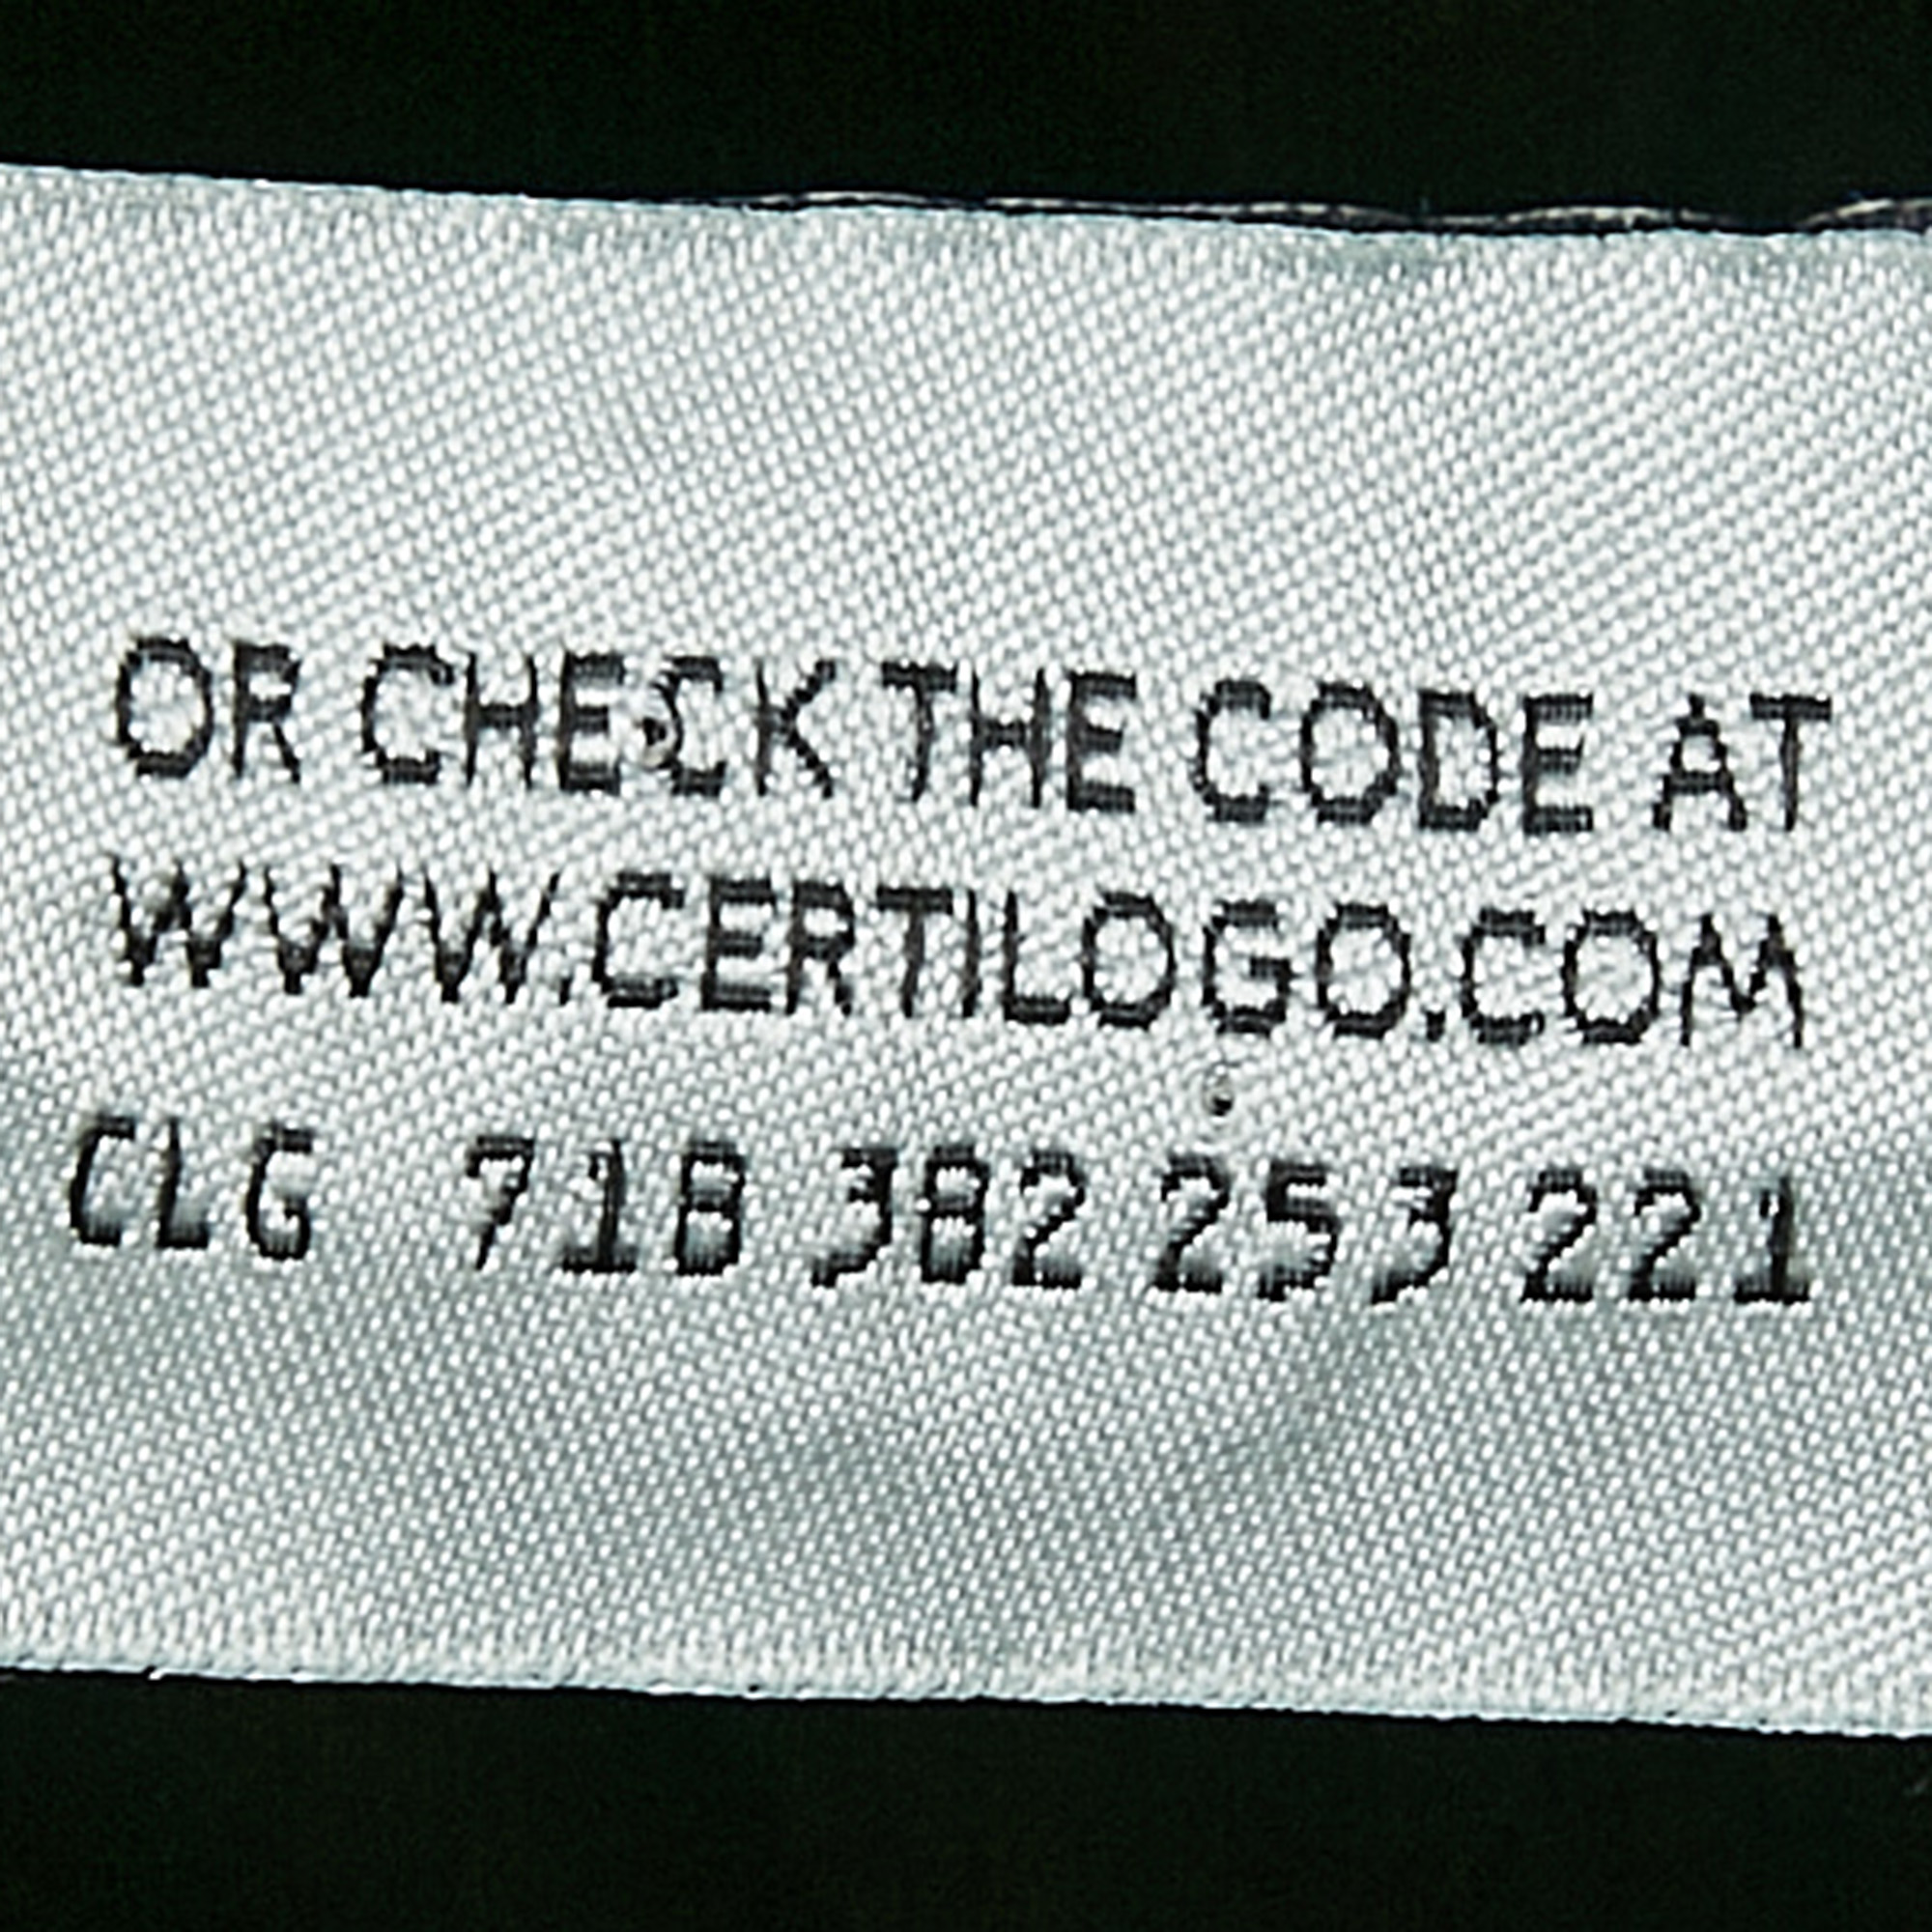 OR CHECK THE CODE AT
WWW.CERTILOGO.COM
CLG 718 382 253 221